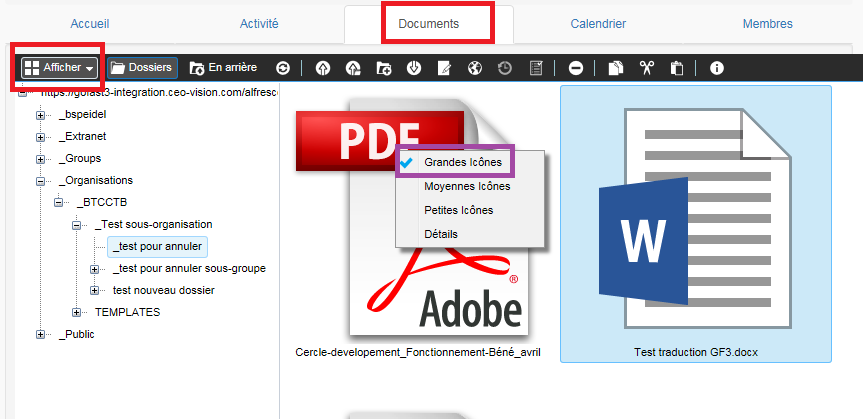 Accueil Activité Documents Calendrier Membres
Afficher Dossiers En arrière
https://gofast3-integration.ceo-vision.com/alfresc
_bspeidel
_Extranet
_Groups
_Organisations
_BTCCTB
_Test sous-organisation
_test pour annuler
_test pour annuler sous-groupe
test nouveau dossier
TEMPLATES
_Public
PDF
Grandes Icônes
Moyennes Icônes
Petites Icônes
Détails
Adobe®
Cercle-developement_Fonctionnement-Béné_avril
W
Test traduction GF3.docx